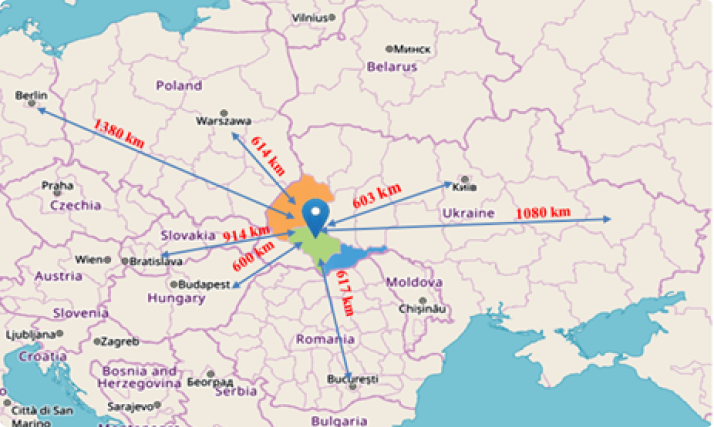 Vilnius
Минск
Belarus
Poland
Berlin
Warszawa
1380 km
614 km
Praha
Czechia
603 km
Київ
Ukraine
1080 km
Slovakia
914 km
Wien
Bratislava
600 km
Austria
Budapest
Hungary
617 km
Moldova
Chișinău
Slovenia
Ljubljana
Zagreb
Romania
Croatia
Bosnia and
Herzegovina
Београд
Serbia
București
Sarajevo
Città di San
Marino
Bulgaria